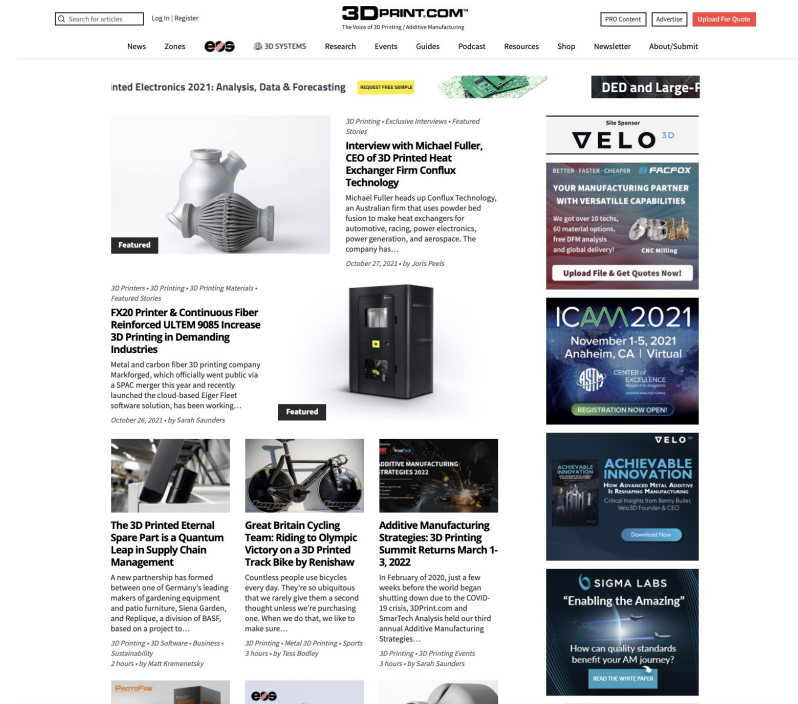 Search for articles
Log In | Register
3DPRINT.COM™
The Voice of 3D Printing / Additive Manufacturing
PRO Content
Advertise
Upload For Quote
News
Zones
eos
3D SYSTEMS
Research
Events
Guides
Podcast
Resources
Shop
Newsletter
About/Submit
inted Electronics 2021: Analysis, Data & Forecasting
REQUEST FREE SAMPLE
DED and Large-F
Featured
3D Printing • Exclusive Interviews • Featured
Stories
Interview with Michael Fuller,
CEO of 3D Printed Heat
Exchanger Firm Conflux
Technology
Michael Fuller heads up Conflux Technology,
an Australian firm that uses powder bed
fusion to make heat exchangers for
automotive, racing, power electronics,
power generation, and aerospace. The
company has…
October 27, 2021 • by Joris Peels
3D Printers • 3D Printing • 3D Printing Materials •
Featured Stories
FX20 Printer & Continuous Fiber
Reinforced ULTEM 9085 Increase
3D Printing in Demanding
Industries
Metal and carbon fiber 3D printing company
Markforged, which officially went public via
a SPAC merger this year and recently
launched the cloud-based Eiger Fleet
software solution, has been working…
October 26, 2021 • by Sarah Saunders
Featured
The 3D Printed Eternal
Spare Part is a Quantum
Leap in Supply Chain
Management
A new partnership has formed
between one of Germany's leading
makers of gardening equipment
and patio furniture, Siena Garden,
and Replique, a division of BASF,
based on a project to…
3D Printing • 3D Software • Business •
Sustainability
2 hours • by Matt Kremenetsky
Great Britain Cycling
Team: Riding to Olympic
Victory on a 3D Printed
Track Bike by Renishaw
Countless people use bicycles
every day. They're so ubiquitous
that we rarely give them a second
thought unless we're purchasing
one. When we do that, we like to
make sure…
3D Printing • Metal 3D Printing • Sports
3 hours • by Tess Bodley
SmarTech
ADDITIVE MANUFACTURING
STRATEGIES 2022
Additive Manufacturing
Strategies: 3D Printing
Summit Returns March 1-
3, 2022
In February of 2020, just a few
weeks before the world began
shutting down due to the COVID-
19 crisis, 3DPrint.com and
SmarTech Analysis held our third
annual Additive Manufacturing
Strategies…
3D Printing • 3D Printing Events
3 hours • by Sarah Saunders
PROTOFAB
eos
Site Sponsor
VELO3D
BETTER · FASTER · CHEAPER
FACFOX
YOUR MANUFACTURING PARTNER
WITH VERSATILLE CAPABILITIES
We got over 10 techs,
60 material options,
free DFM analysis
and global delivery!
CNC Milling
Upload File & Get Quotes Now!
ICAM2021
November 1-5, 2021
Anaheim, CA | Virtual
ASTM
CENTER of
EXCELLENCE
REGISTRATION NOW OPEN!
VELO3D
ACHIEVABLE
INNOVATION
ACHIEVABLE
INNOVATION
How Advanced Metal Additive
Is Reshaping Manufacturing
Critical Insights from Benny Buller,
Velo3D Founder & CEO
Download Now
SIGMA LABS
"Enabling the Amazing"
How can quality standards
benefit your AM journey?
READ THE WHITE PAPER